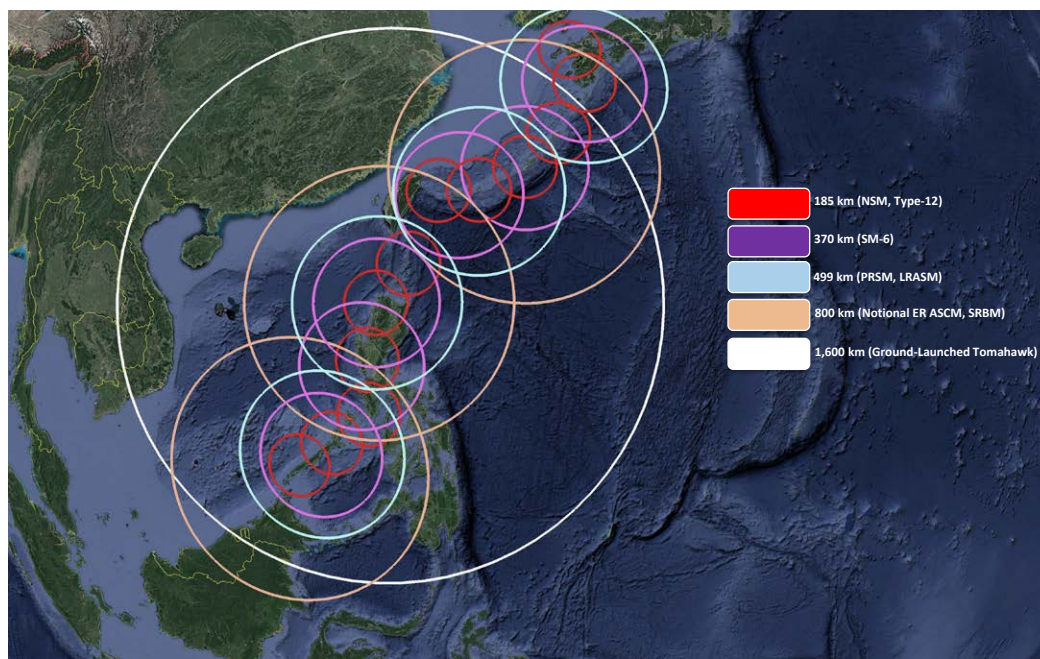 185 km (NSM, Type-12)
370 km (SM-6)
499 km (PRSM, LRASM)
800 km (Notional ER ASCM, SRBM)
1,600 km (Ground-Launched Tomahawk)